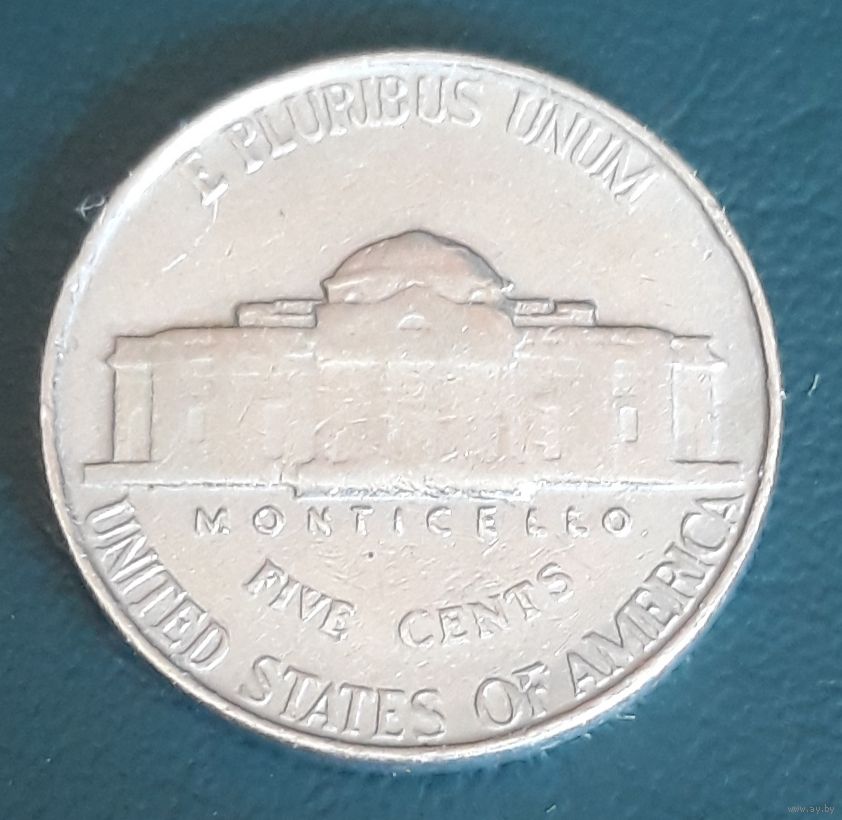 E PLURIBUS UNUM
MONTICELLO
FIVE CENTS
UNITED STATES OF AMERICA
www.ay.by